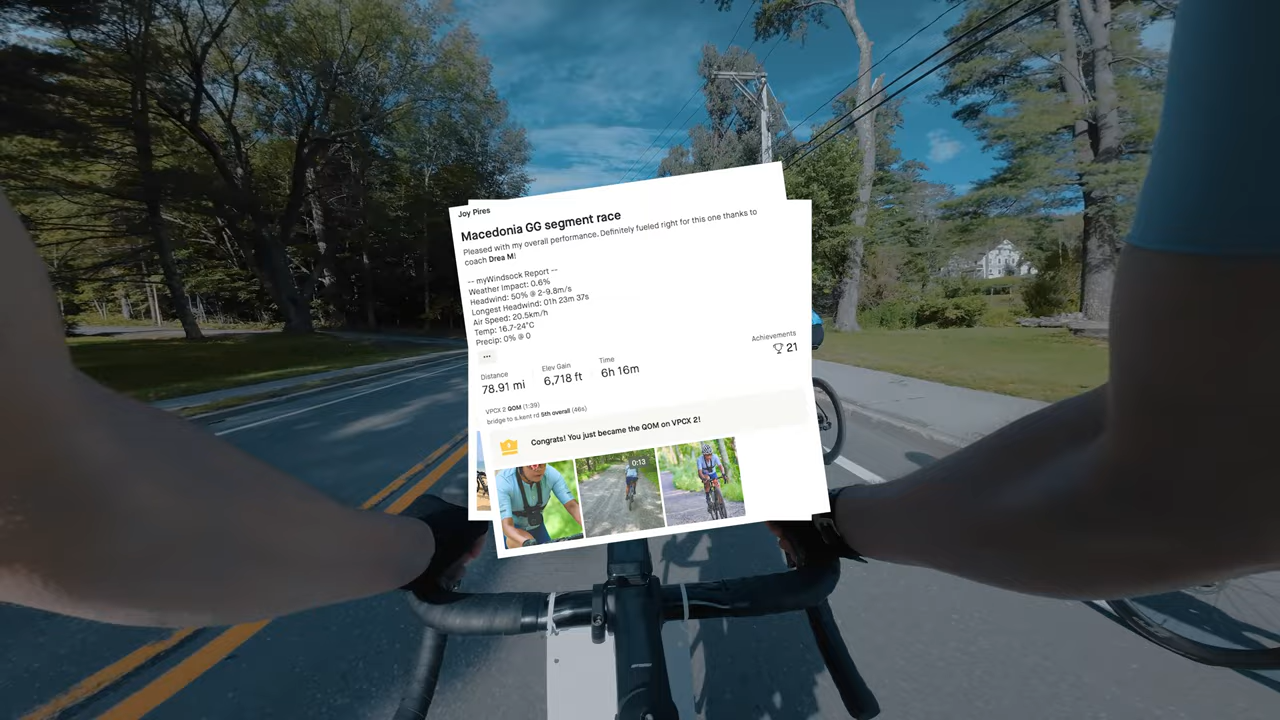 Joy Pires
Macedonia GG segment race
Pleased with my overall performance. Definitely fueled right for this one thanks to
coach Drea M!
-- myWindsock Report --
Weather Impact: 0.6%
Headwind: 50% @ 2-9.8m/s
Longest Headwind: 01h 23m 37s
Air Speed: 20.5km/h
Temp: 16.7-24°C
Precip: 0% @ 0
...
Distance
78.91 mi
Elev Gain
6,718 ft
Time
6h 16m
Achievements
21
VPCX 2 QOM (1:39)
bridge to s.kent rd 5th overall (46s)
Congrats! You just became the QOM on VPCX 2!
0:13